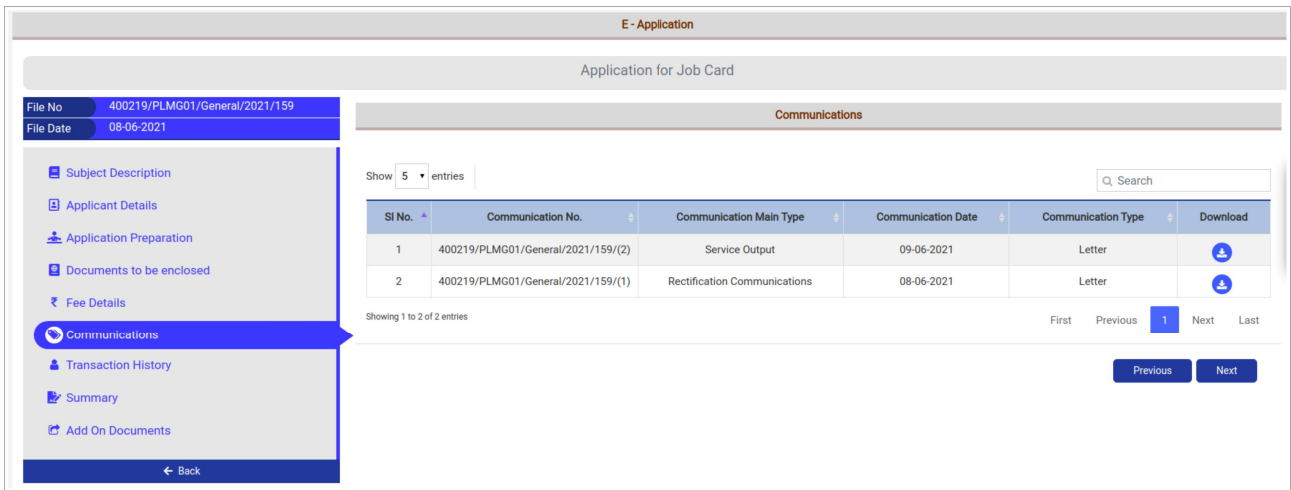 E - Application
Application for Job Card
File No 400219/PLMG01/General/2021/159
File Date 08-06-2021
Subject Description
Applicant Details
Application Preparation
Documents to be enclosed
₹ Fee Details
Communications
Transaction History
Summary
Add On Documents
Back
Communications
Show 5 entries
Search
Sl No. Communication No. Communication Main Type Communication Date Communication Type Download
1 400219/PLMG01/General/2021/159/(2) Service Output 09-06-2021 Letter
2 400219/PLMG01/General/2021/159/(1) Rectification Communications 08-06-2021 Letter
Showing 1 to 2 of 2 entries
First Previous 1 Next Last
Previous Next